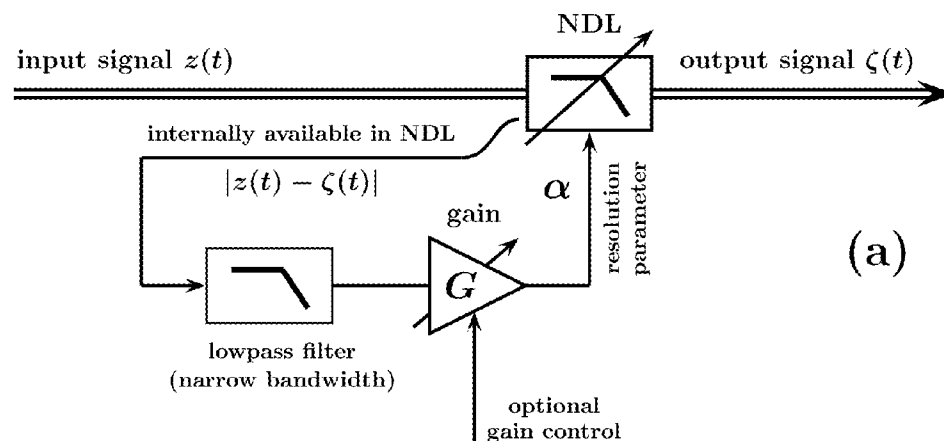 NDL
input signal z(t)
output signal ζ(t)
internally available in NDL
|z(t) − ζ(t)|
α
resolution
parameter
gain
G
(a)
lowpass filter
(narrow bandwidth)
optional
gain control